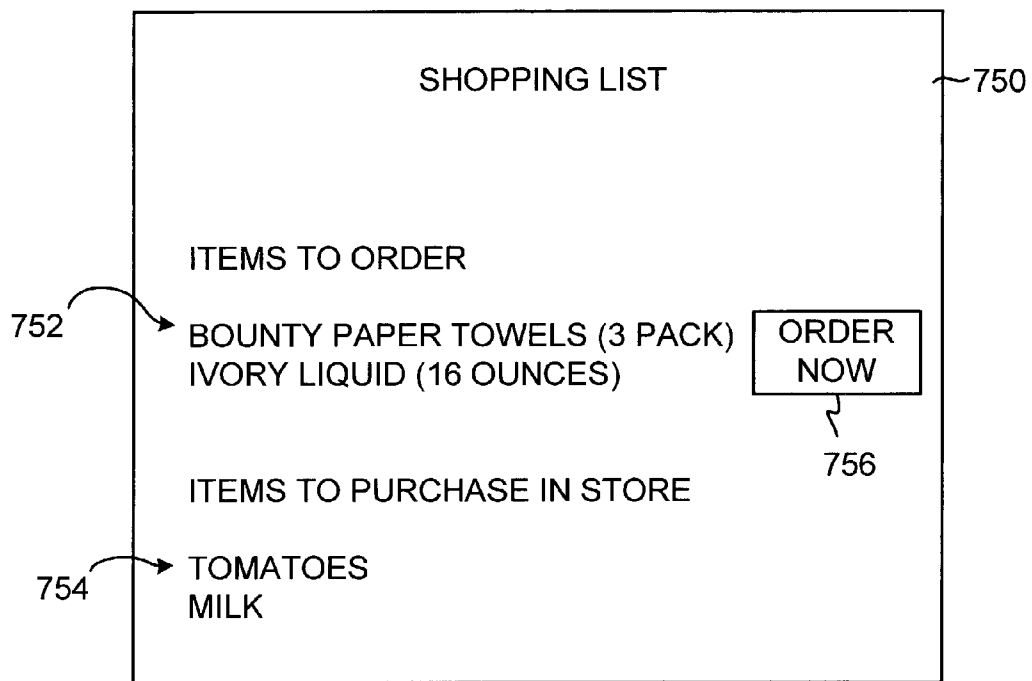 SHOPPING LIST
750
ITEMS TO ORDER
752
BOUNTY PAPER TOWELS (3 PACK)
IVORY LIQUID (16 OUNCES)
ORDER
NOW
756
ITEMS TO PURCHASE IN STORE
754
TOMATOES
MILK